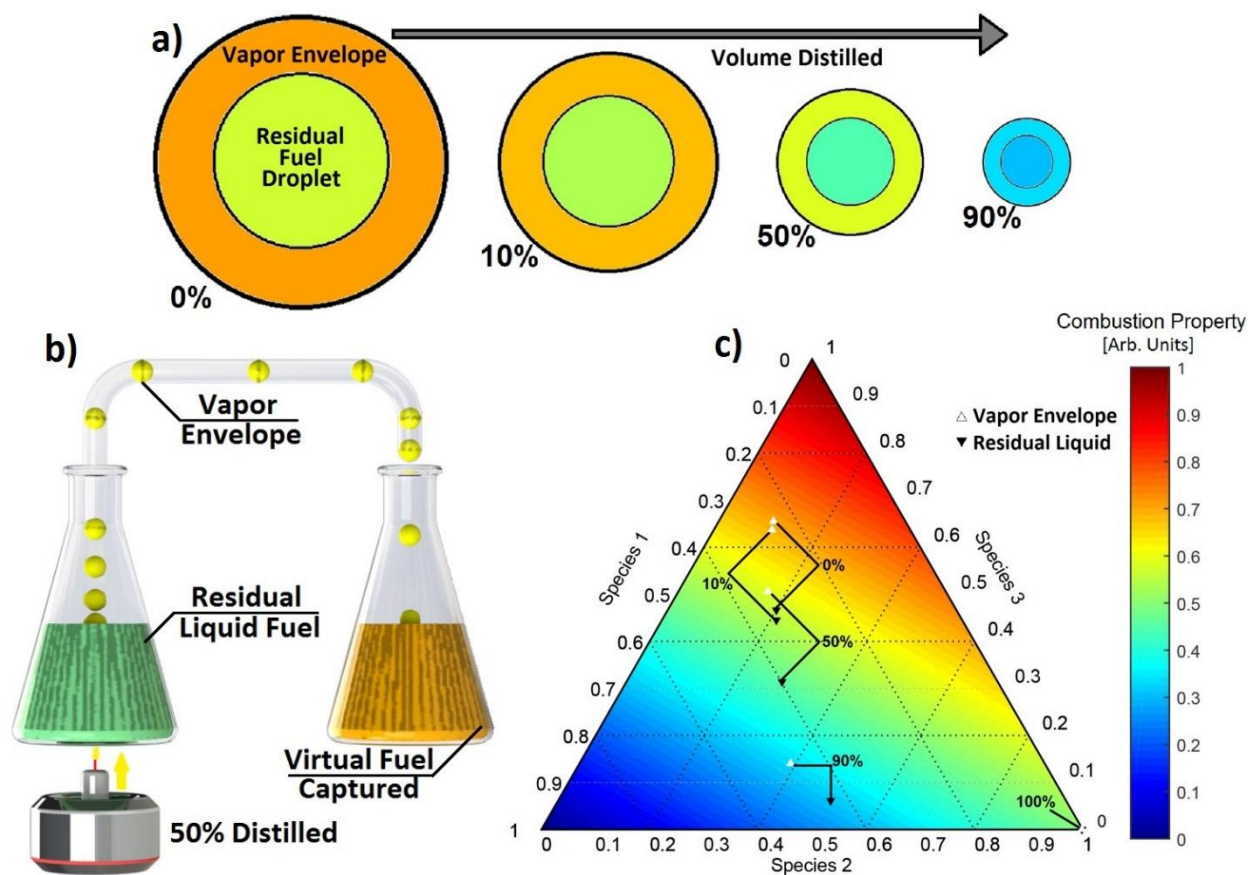 a)
Vapor Envelope
Volume Distilled
Residual
Fuel
Droplet
0%
10%
50%
90%
b)
Vapor
Envelope
Residual
Liquid Fuel
Virtual Fuel
Captured
50% Distilled
c)
Combustion Property
[Arb. Units]
Vapor Envelope
Residual Liquid
Species 1
0
0.1
0.2
0.3
0.4
0.5
0.6
0.7
0.8
0.9
1
Species 3
1
0.9
0.8
0.7
0.6
0.5
0.4
0.3
0.2
0.1
0
0%
10%
50%
90%
100%
0 0.1 0.2 0.3 0.4 0.5 0.6 0.7 0.8 0.9 1
Species 2
1
0.9
0.8
0.7
0.6
0.5
0.4
0.3
0.2
0.1
0